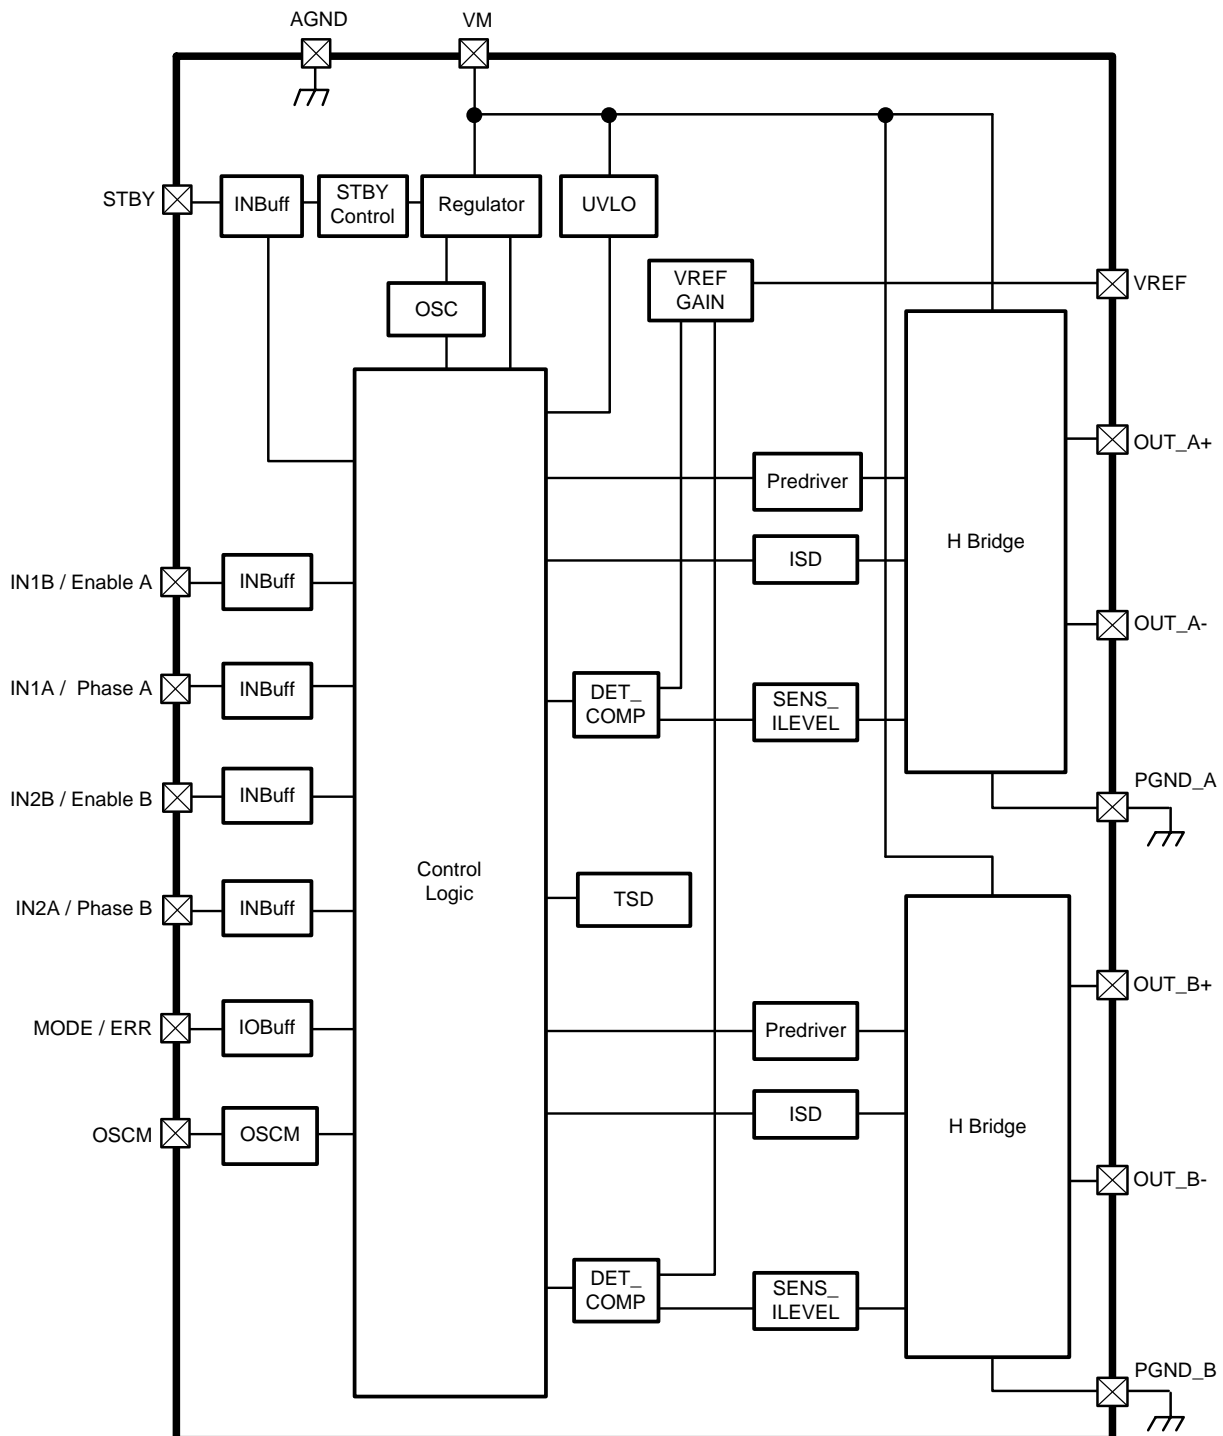 AGND
VM
STBY
INBuff
STBY
Control
Regulator
UVLO
VREF
GAIN
VREF
OSC
OUT_A+
Predriver
H Bridge
ISD
IN1B / Enable A
INBuff
OUT_A-
IN1A / Phase A
INBuff
DET_
COMP
SENS_
ILEVEL
PGND_A
IN2B / Enable B
INBuff
Control
Logic
TSD
IN2A / Phase B
INBuff
OUT_B+
MODE / ERR
IOBuff
Predriver
ISD
H Bridge
OSCM
OSCM
OUT_B-
DET_
COMP
SENS_
ILEVEL
PGND_B